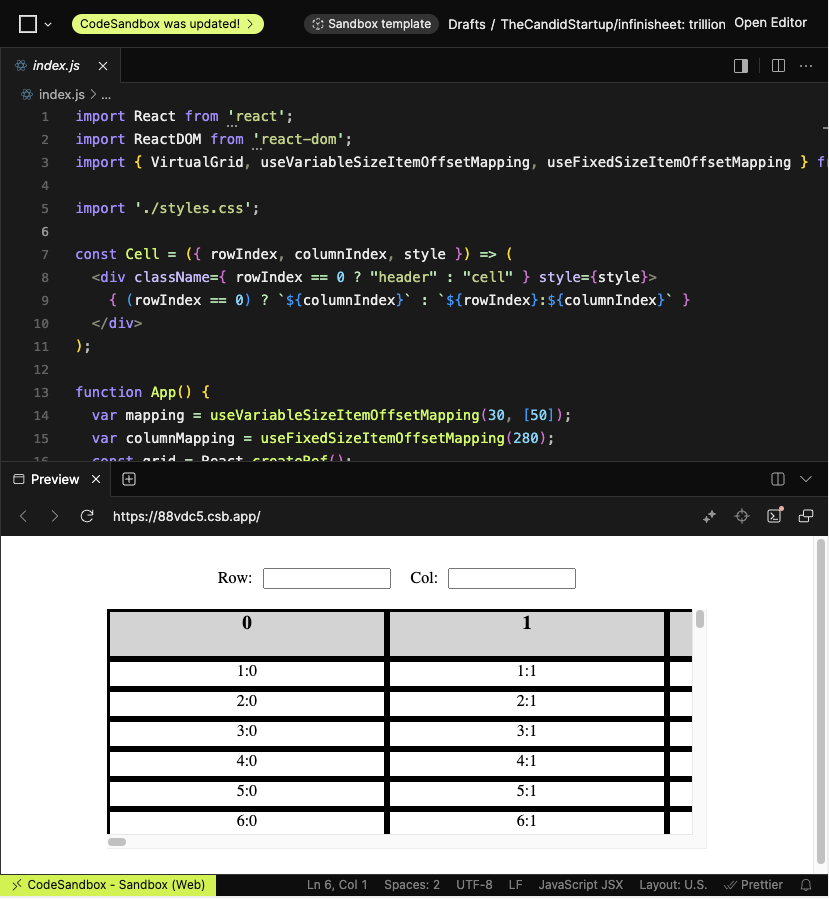 CodeSandbox was updated! >
Sandbox template
Drafts / TheCandidStartup/infinisheet: trillion
Open Editor
index.js
index.js > ...
1 import React from 'react';
2 import ReactDOM from 'react-dom';
3 import { VirtualGrid, useVariableSizeItemOffsetMapping, useFixedSizeItemOffsetMapping } f
4
5 import './styles.css';
6
7 const Cell = ({ rowIndex, columnIndex, style }) => (
8 <div className={ rowIndex == 0 ? "header" : "cell" } style={style}>
9 { (rowIndex == 0) ? `${columnIndex}` : `${rowIndex}:${columnIndex}` }
10 </div>
11 );
12
13 function App() {
14 var mapping = useVariableSizeItemOffsetMapping(30, [50]);
15 var columnMapping = useFixedSizeItemOffsetMapping(280);
16 const grid = React.createRef();
Preview
https://88vdc5.csb.app/
Row: Col:
0 1
1:0 1:1
2:0 2:1
3:0 3:1
4:0 4:1
5:0 5:1
6:0 6:1
CodeSandbox - Sandbox (Web) Ln 6, Col 1 Spaces: 2 UTF-8 LF JavaScript JSX Layout: U.S. Prettier